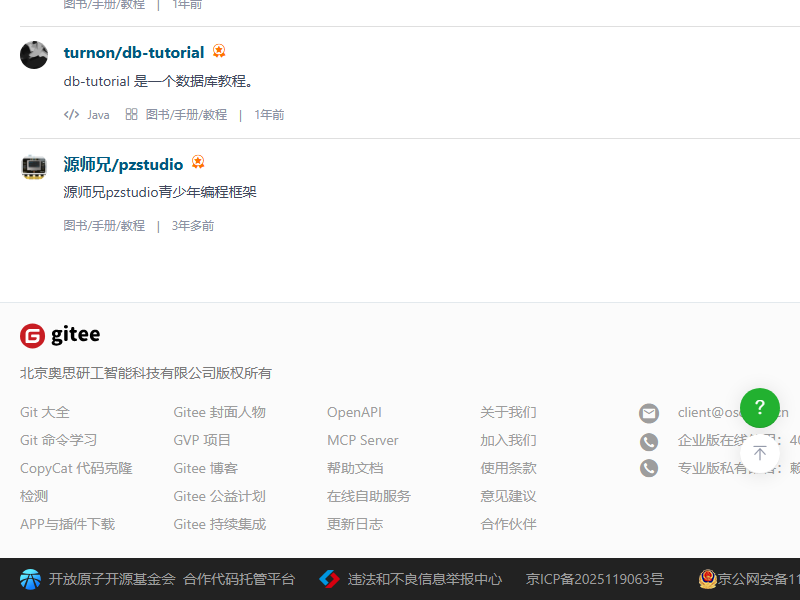 图书/手册/教程 | 1年前
turnon/db-tutorial
db-tutorial 是一个数据库教程。
Java 图书/手册/教程 | 1年前
源师兄/pzstudio
源师兄pzstudio青少年编程框架
图书/手册/教程 | 3年多前
gitee
北京奥思研工智能科技有限公司版权所有
Git 大全
Git 命令学习
CopyCat 代码克隆
检测
APP与插件下载
Gitee 封面人物
GVP 项目
Gitee 博客
Gitee 公益计划
Gitee 持续集成
OpenAPI
MCP Server
帮助文档
在线自助服务
更新日志
关于我们
加入我们
使用条款
意见建议
合作伙伴
client@os
企业版在线
专业版私有
?
开放原子开源基金会 合作代码托管平台
违法和不良信息举报中心
京ICP备2025119063号
京公网安备11